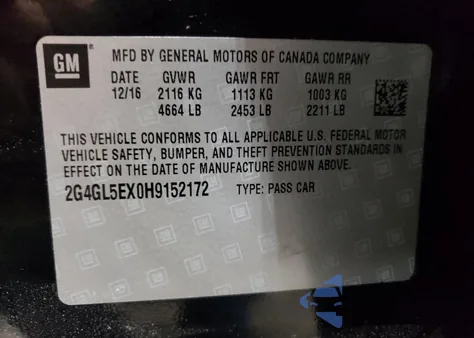 GM
MFD BY GENERAL MOTORS OF CANADA COMPANY
DATE GVWR GAWR FRT GAWR RR
12/16 2116 KG 1113 KG 1003 KG
4664 LB 2453 LB 2211 LB
THIS VEHICLE CONFORMS TO ALL APPLICABLE U.S. FEDERAL MOTOR
VEHICLE SAFETY, BUMPER, AND THEFT PREVENTION STANDARDS IN
EFFECT ON THE DATE OF MANUFACTURE SHOWN ABOVE.
2G4GL5EX0H9152172 TYPE: PASS CAR